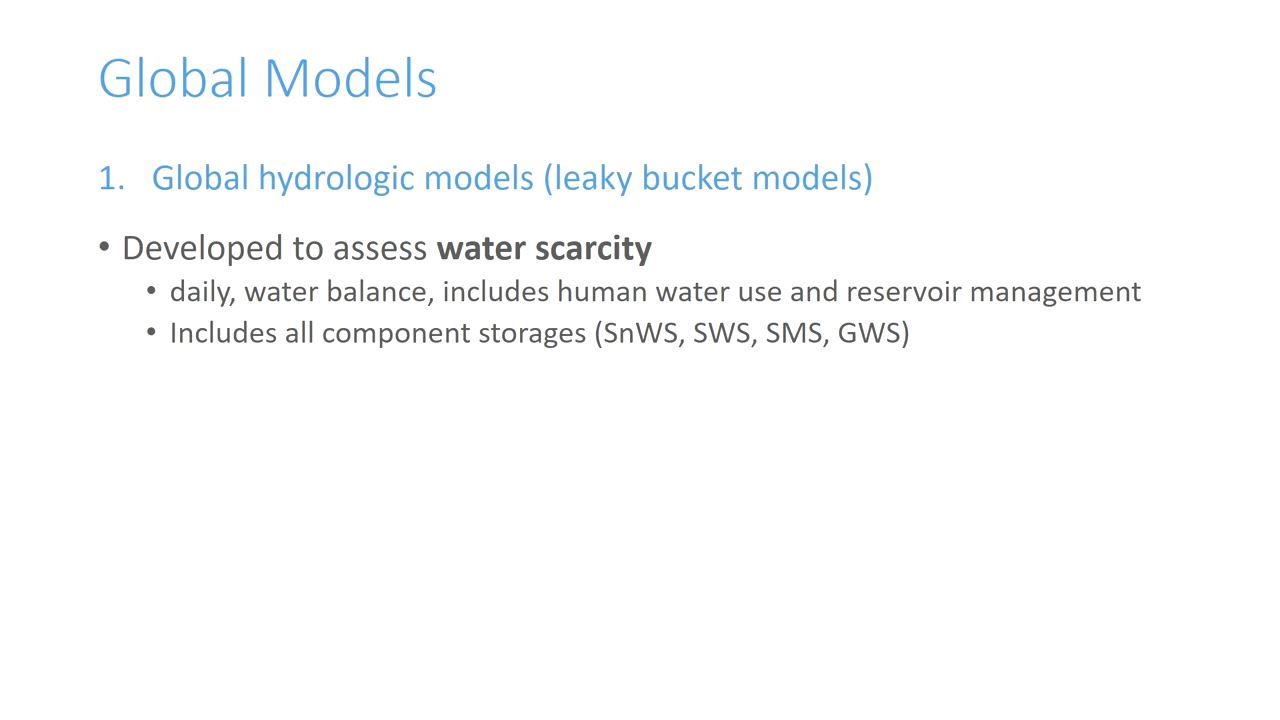 Global Models
1. Global hydrologic models (leaky bucket models)
• Developed to assess water scarcity
• daily, water balance, includes human water use and reservoir management
• Includes all component storages (SnWS, SWS, SMS, GWS)